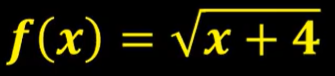 f(x) = √x + 4